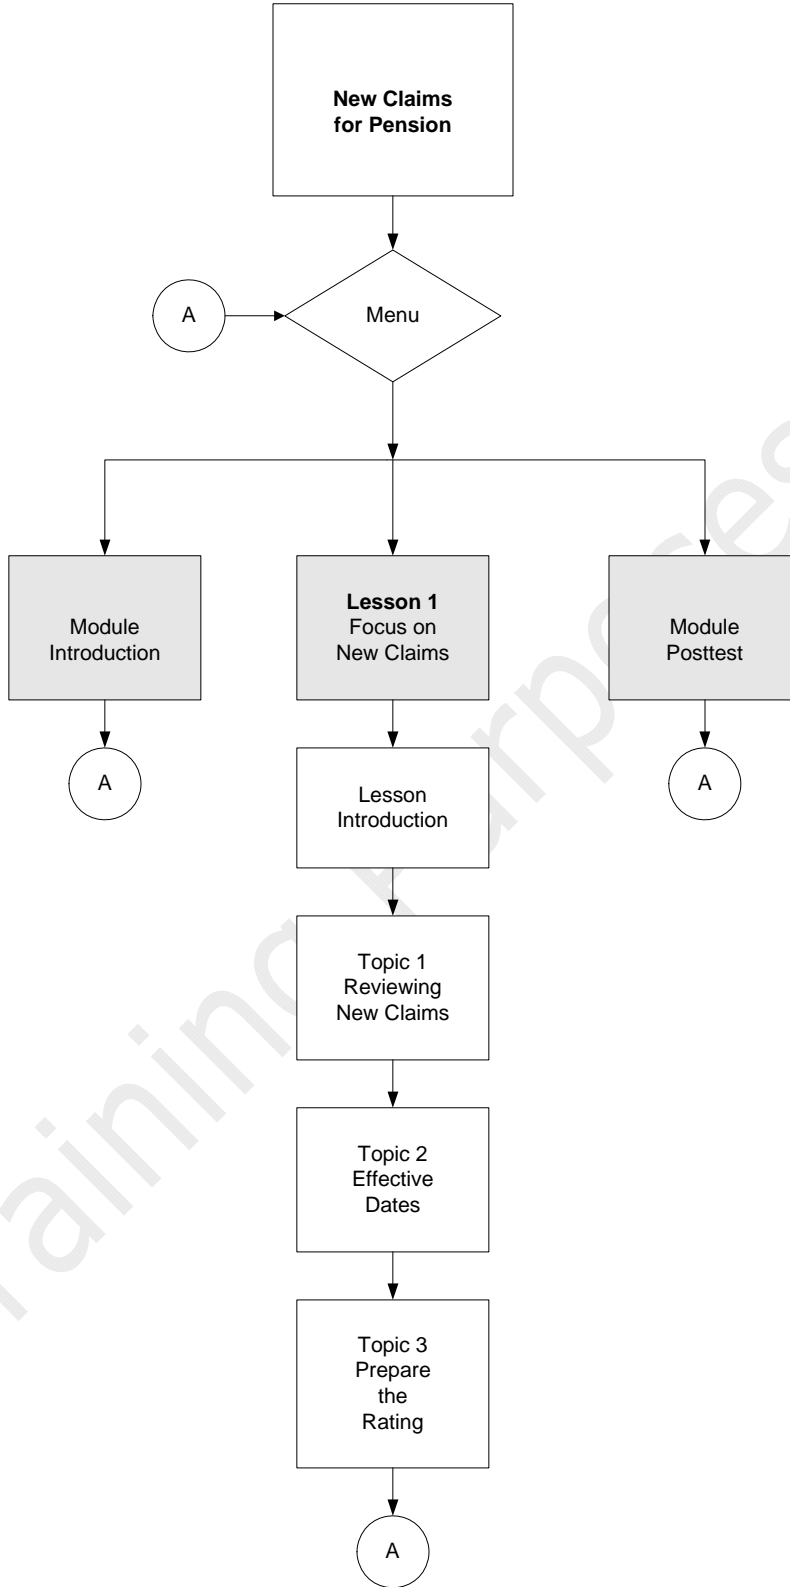 New Claims
for Pension
A
Menu
Module
Introduction
Lesson 1
Focus on
New Claims
Module
Posttest
A
A
Lesson
Introduction
Topic 1
Reviewing
New Claims
Topic 2
Effective
Dates
Topic 3
Prepare
the
Rating
A